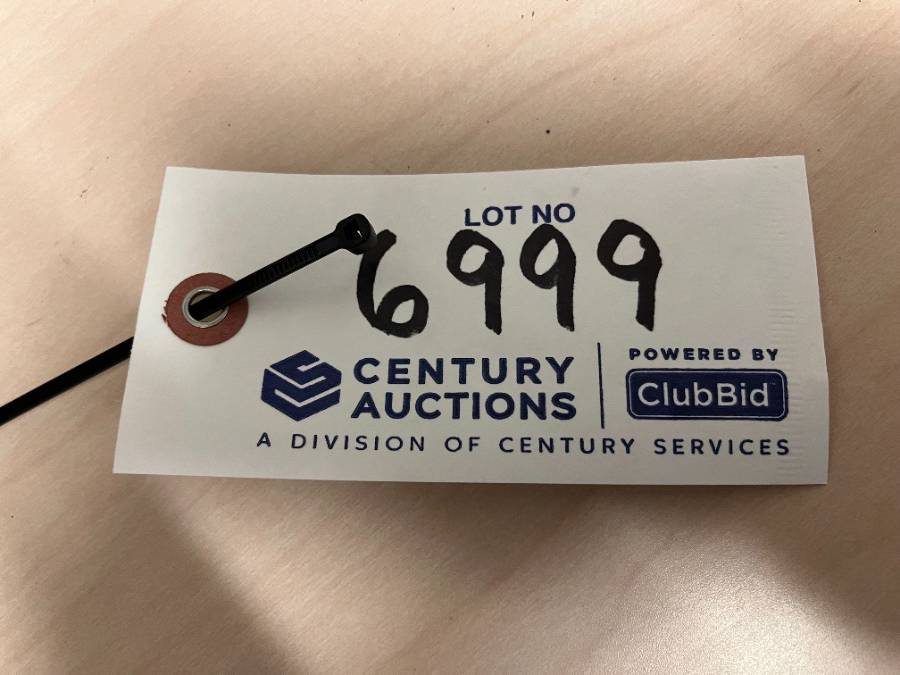 LOT NO
6999
CENTURY
AUCTIONS
POWERED BY
ClubBid
A DIVISION OF CENTURY SERVICES